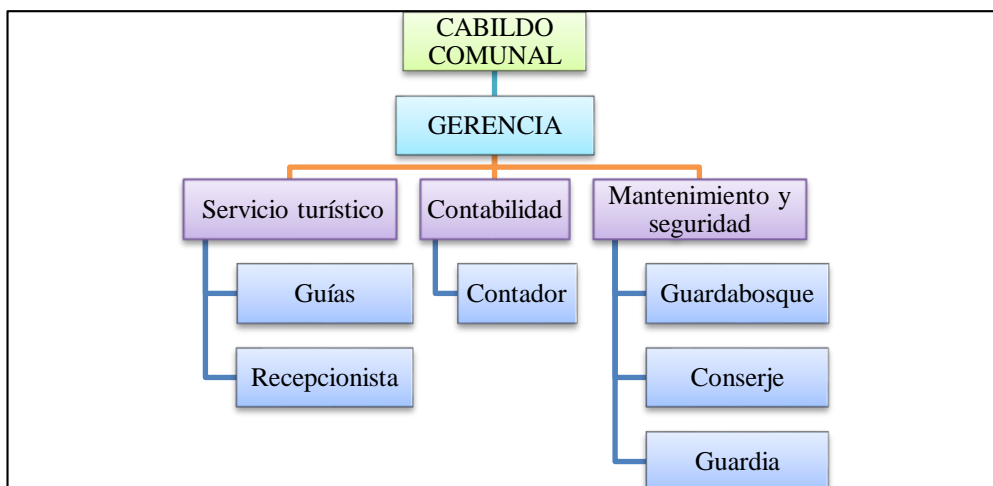 CABILDO
COMUNAL
GERENCIA
Servicio turístico
Contabilidad
Mantenimiento y
seguridad
Guías
Contador
Guardabosque
Recepcionista
Conserje
Guardia